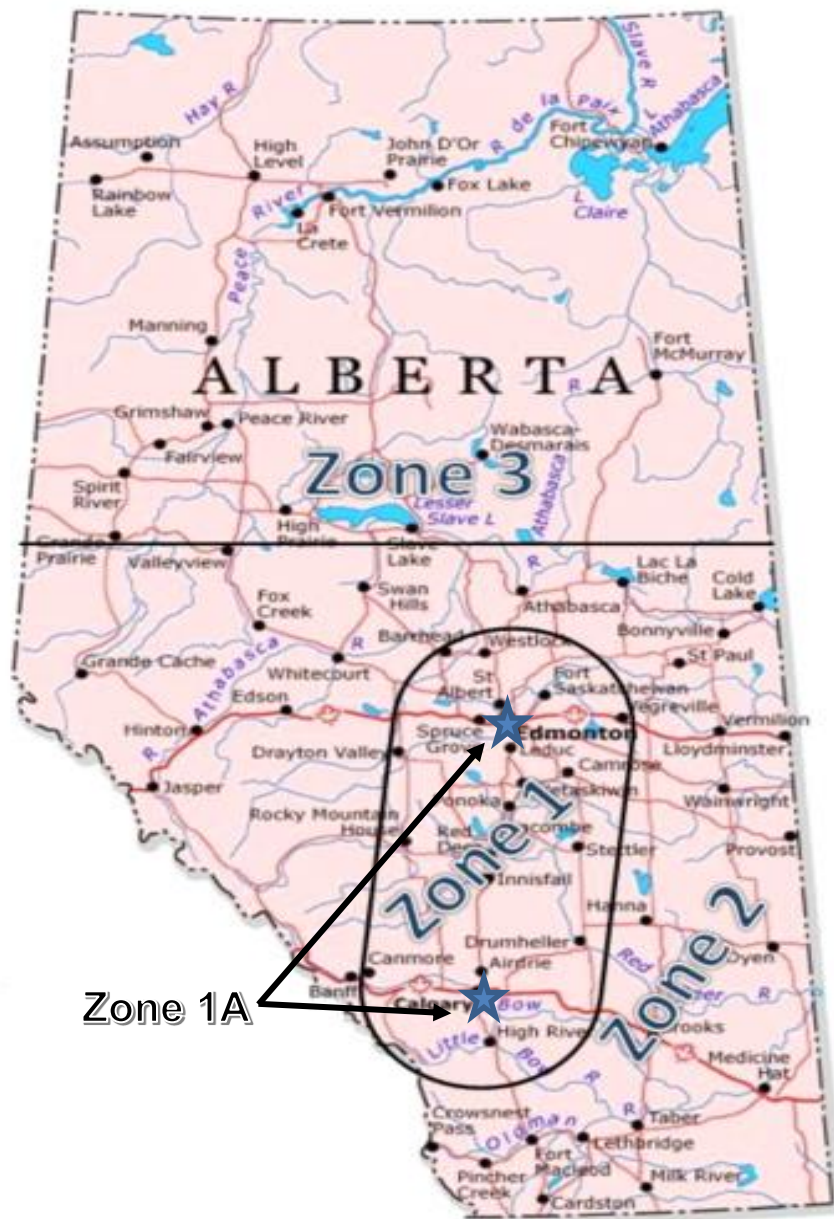 Slave R
Hay R
R de la Paix
L Athabasca
Fort
Chipewyan
Assumption
High
Level
John D'Or
Prairie
Rainbow
Lake
Fox Lake
River
Fort Vermilion
L
Claire
La
Crete
Peace
Manning
Fort
McMurray
ALBERTA
R
Grimshaw
Peace River
Wabasca-
Desmarais
Fairview
Zone 3
Athabasca
Spirit
River
Lesser
Slave L
High
Prairie
Grande
Prairie
Slave
Lake
Valleyview
R
Lac La
Biche
Cold
Lake
Fox
Creek
Swan
Hills
Athabasca
Bonnyville
Barrhead
Westlock
Grande Cache
R Athabasca R
Whitecourt
St Paul
St
Albert
Fort
Saskatchewan
Edson
Vegreville
Vermilion
Hinton
Spruce
Grove
Edmonton
Leduc
Lloydminster
Drayton Valley
Camrose
Jasper
Wetaskiwin
Wainwright
Ponoka
Rocky Mountain
House
Red
Lacombe
Zone 1
Stettler
Provost
Innisfail
Hanna
Zone 2
Drumheller
Canmore
Airdrie
Oyen
Banff
Red Deer R
Zone 1A
Calgary
Bow
R
High River
Brooks
Little Bow R
Medicine
Hat
Crowsnest
Pass
Oldman R
Taber
Lethbridge
Fort
Macleod
Pincher
Creek
Milk River
Cardston